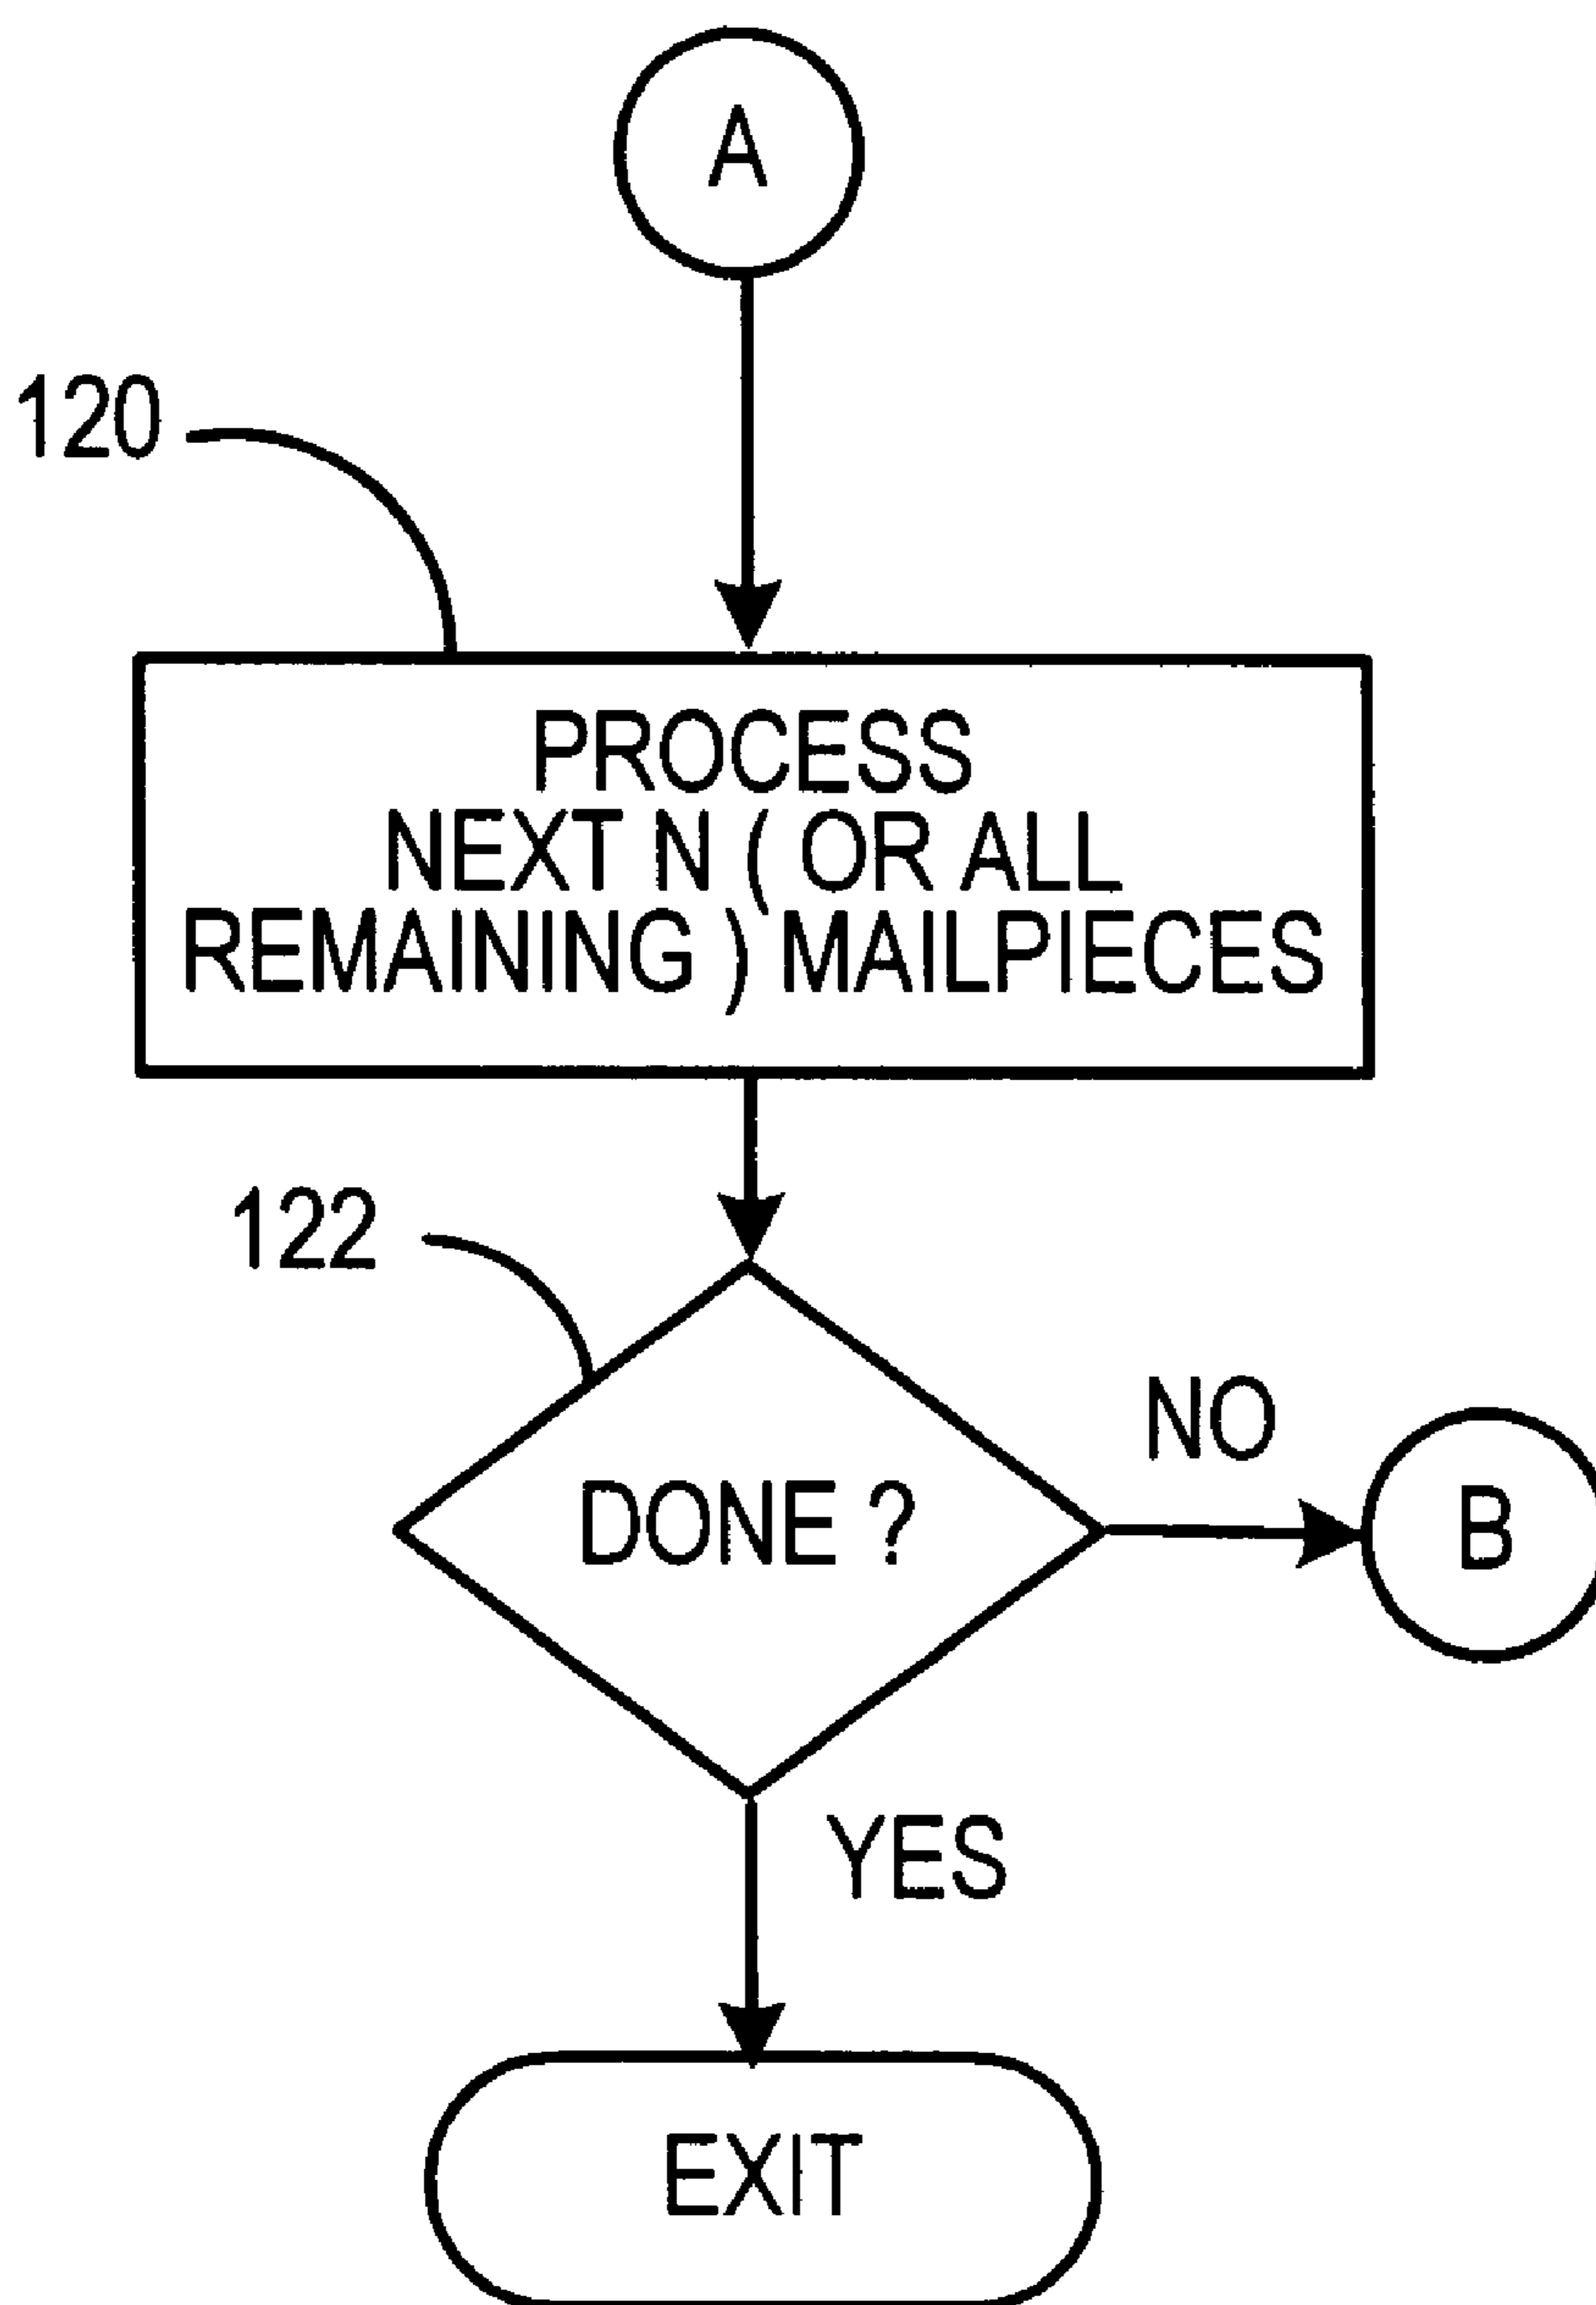 A
120
PROCESS
NEXT N ( OR ALL
REMAINING ) MAILPIECES
122
DONE ?
NO
B
YES
EXIT